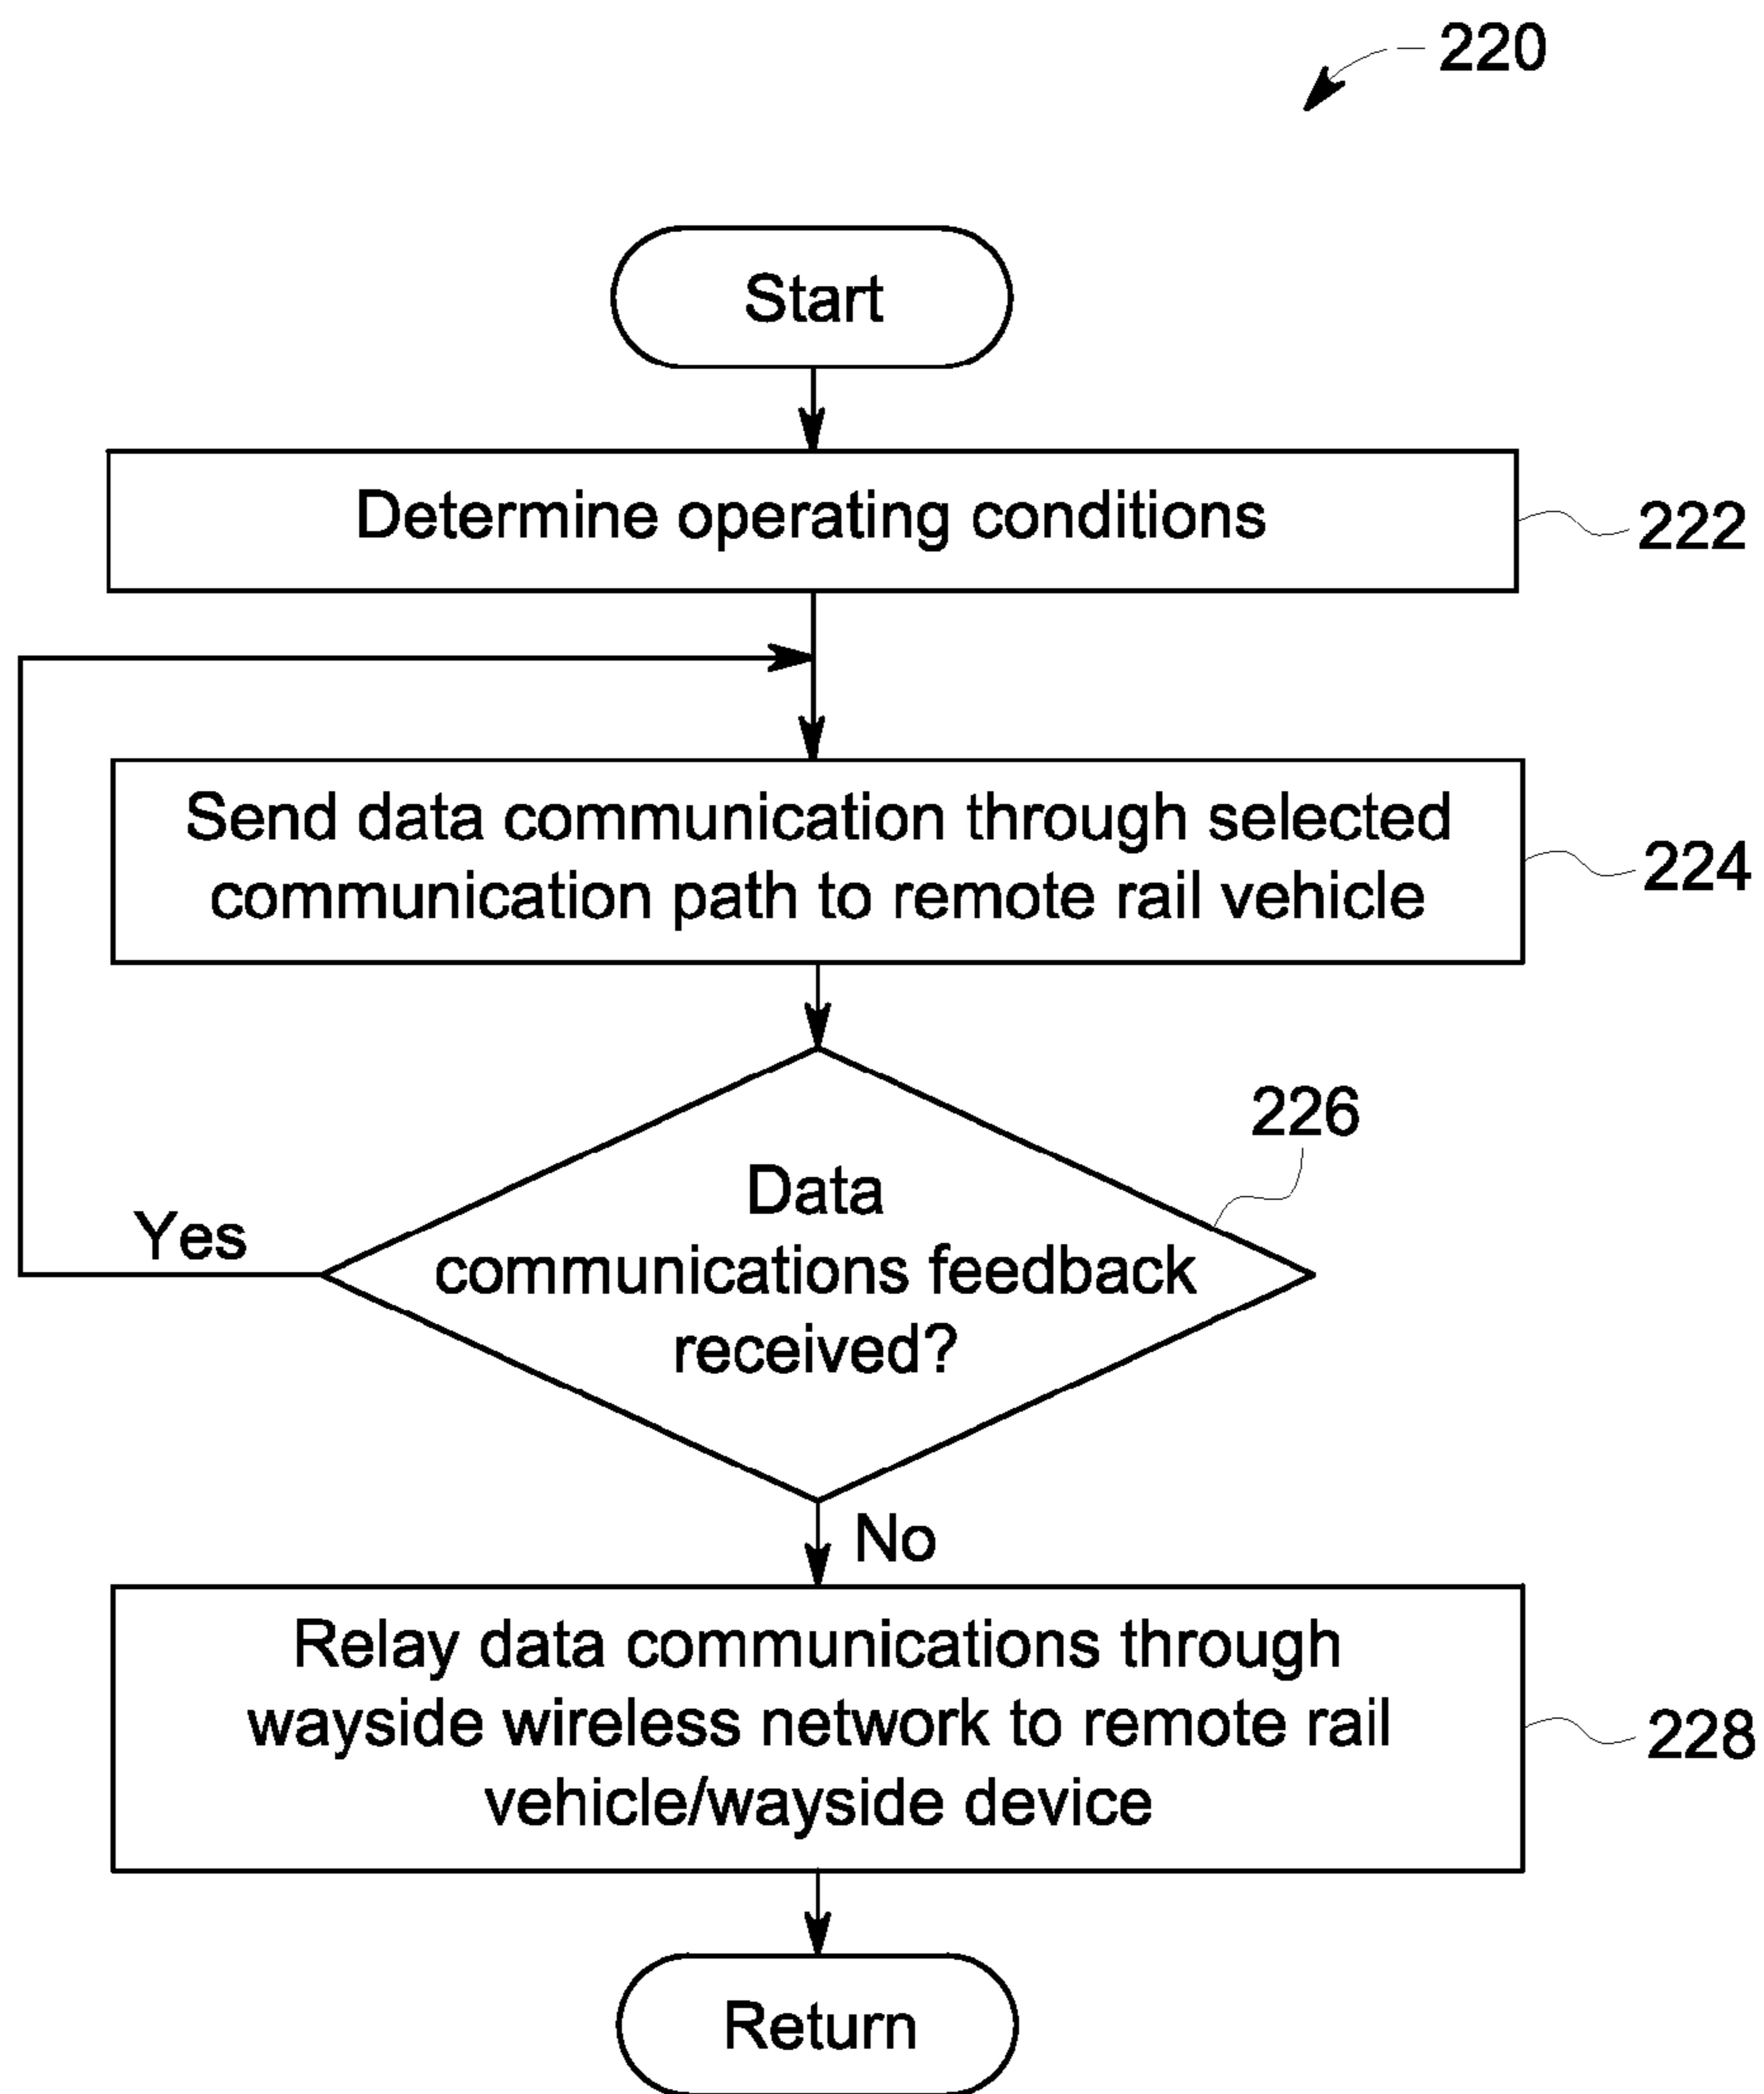 220
Start
Determine operating conditions
222
Send data communication through selected
communication path to remote rail vehicle
224
226
Data
communications feedback
received?
Yes
No
Relay data communications through
wayside wireless network to remote rail
vehicle/wayside device
228
Return